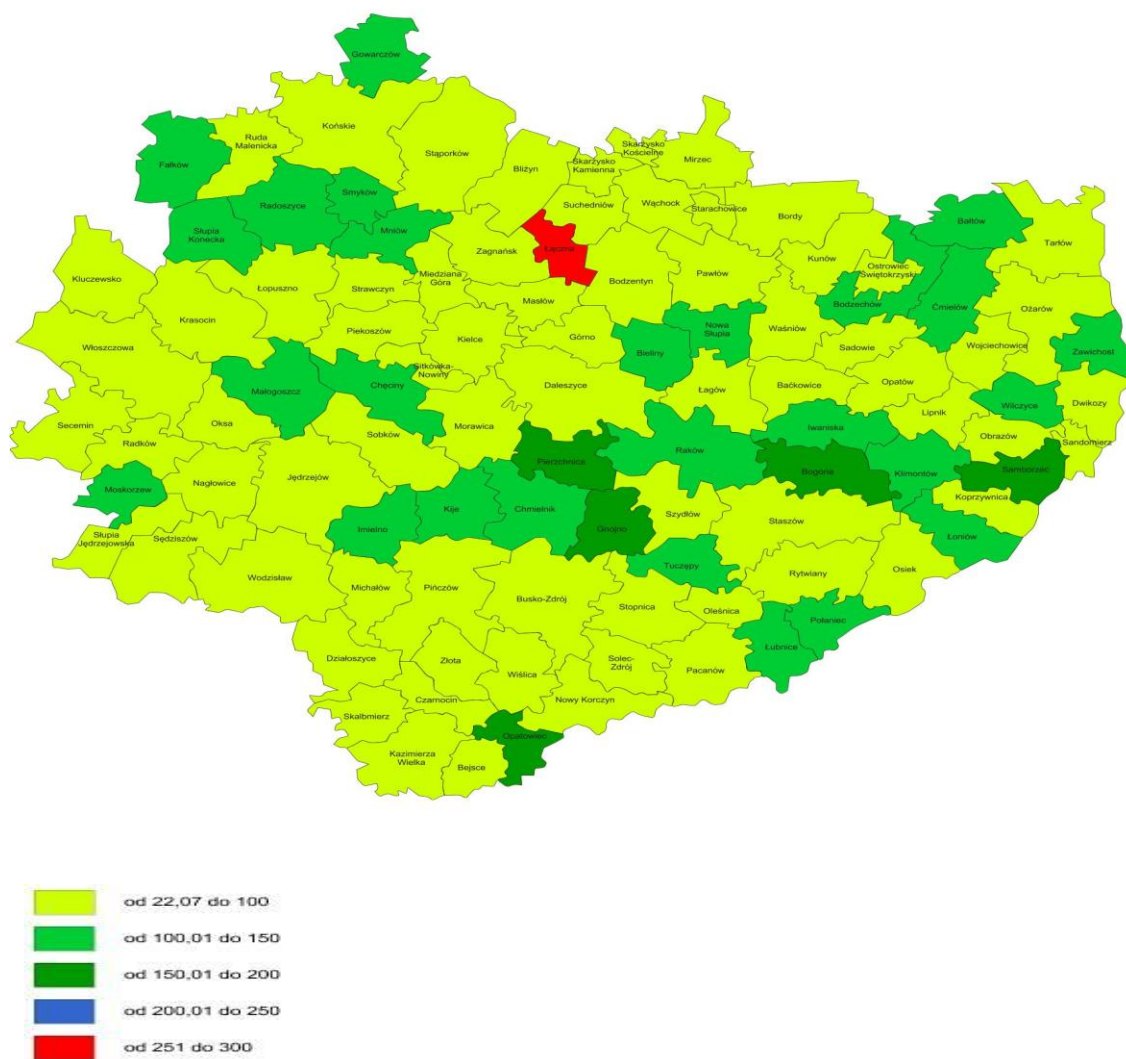 Gowarczów
Końskie
Ruda
Malenicka
Stąporków
Fałków
Bliżyn
Skarżysko
Kamienna
Skarżysko
Kościelne
Mirzec
Smyków
Radoszyce
Suchedniów
Wąchock
Starachowice
Bordy
Bałtów
Słupia
Konecka
Mniów
Tarłów
Zagnańsk
Łączna
Kunów
Ostrowiec
Świętokrzyski
Kluczewsko
Łopuszno
Strawczyn
Miedziana
Góra
Bodzentyn
Pawłów
Ćmielów
Ożarów
Krasocin
Masłów
Bodzechów
Piekoszów
Kielce
Górno
Nowa
Słupia
Waśniów
Włoszczowa
Sadowie
Wojciechowice
Zawichost
Bieliny
Sitkówka-
Nowiny
Chęciny
Daleszyce
Małogoszcz
Łagów
Baćkowice
Opatów
Dwikozy
Wilczyce
Lipnik
Secemin
Oksa
Morawica
Iwaniska
Obrazów
Radków
Sobków
Sandomierz
Pierzchnica
Raków
Bogoria
Klimontów
Samborzec
Nagłowice
Jędrzejów
Moskorzew
Koprzywnica
Kije
Chmielnik
Szydłów
Staszów
Imielno
Gnojno
Słupia
Jędrzejowska
Sędziszów
Łoniów
Tuczępy
Wodzisław
Rytwiany
Osiek
Michałów
Pińczów
Busko-Zdrój
Stopnica
Oleśnica
Połaniec
Łubnice
Działoszyce
Złota
Solec-
Zdrój
Pacanów
Wiślica
Czarnocin
Nowy Korczyn
Skalbmierz
Opatowiec
Kazimierza
Wielka
Bejsce
od 22,07 do 100
od 100,01 do 150
od 150,01 do 200
od 200,01 do 250
od 251 do 300